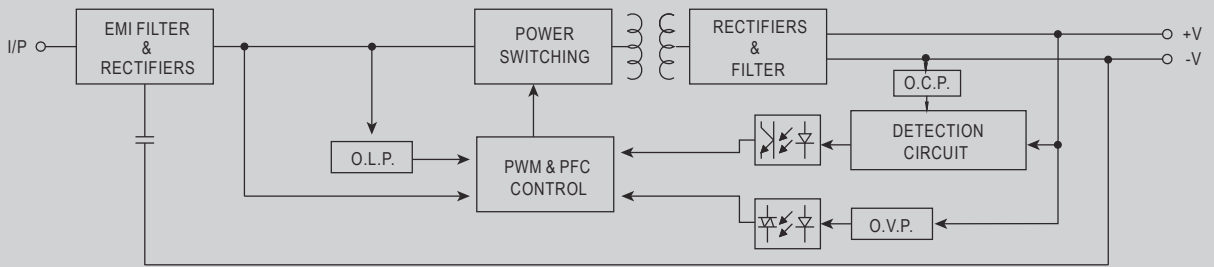 I/P
EMI FILTER
&
RECTIFIERS
POWER
SWITCHING
RECTIFIERS
&
FILTER
+V
-V
O.C.P.
DETECTION
CIRCUIT
O.L.P.
PWM & PFC
CONTROL
O.V.P.